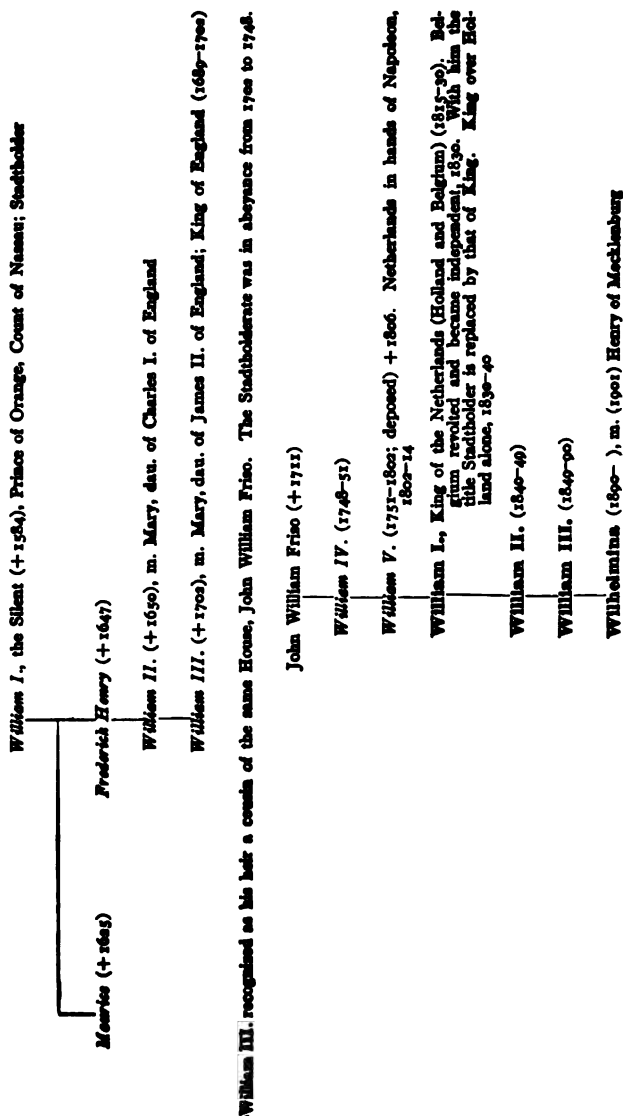 William I., the Silent (+1584), Prince of Orange, Count of Nassau; Stadtholder
Maurice (+1625)
Frederick Henry (+1647)
William II. (+1650), m. Mary, dau. of Charles I. of England
William III. (+1702), m. Mary, dau. of James II. of England; King of England (1689-1702)
William III. recognized as his heir a cousin of the same House, John William Friso. The Stadtholderate was in abeyance from 1702 to 1748.
John William Friso (+1711)
William IV. (1748-51)
William V. (1751-1802; deposed) +1806. Netherlands in hands of Napoleon,
1802-14
William I., King of the Netherlands (Holland and Belgium) (1815-30). Bel-
gium revolted and became independent, 1830. With him the
title Stadtholder is replaced by that of King. King over Hol-
land alone, 1830-40
William II. (1840-49)
William III. (1849-90)
Wilhelmina (1890- ), m. (1901) Henry of Mecklenburg